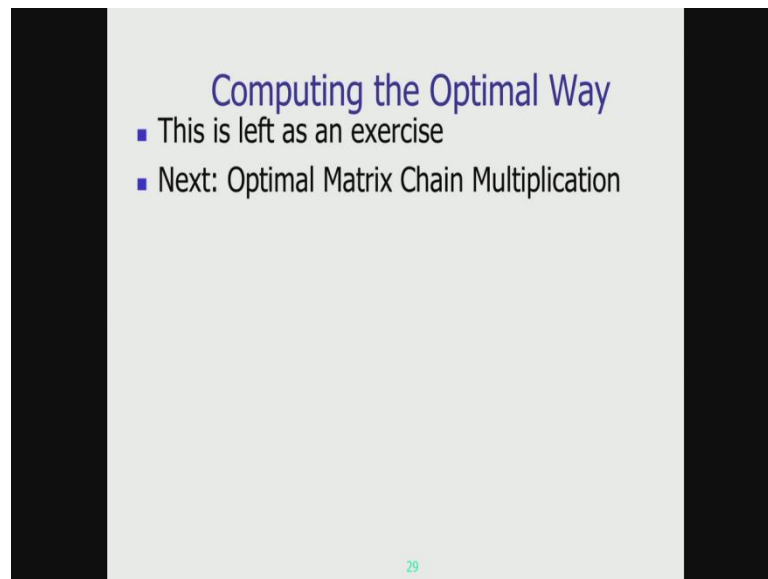 Computing the Optimal Way
This is left as an exercise
Next: Optimal Matrix Chain Multiplication
29